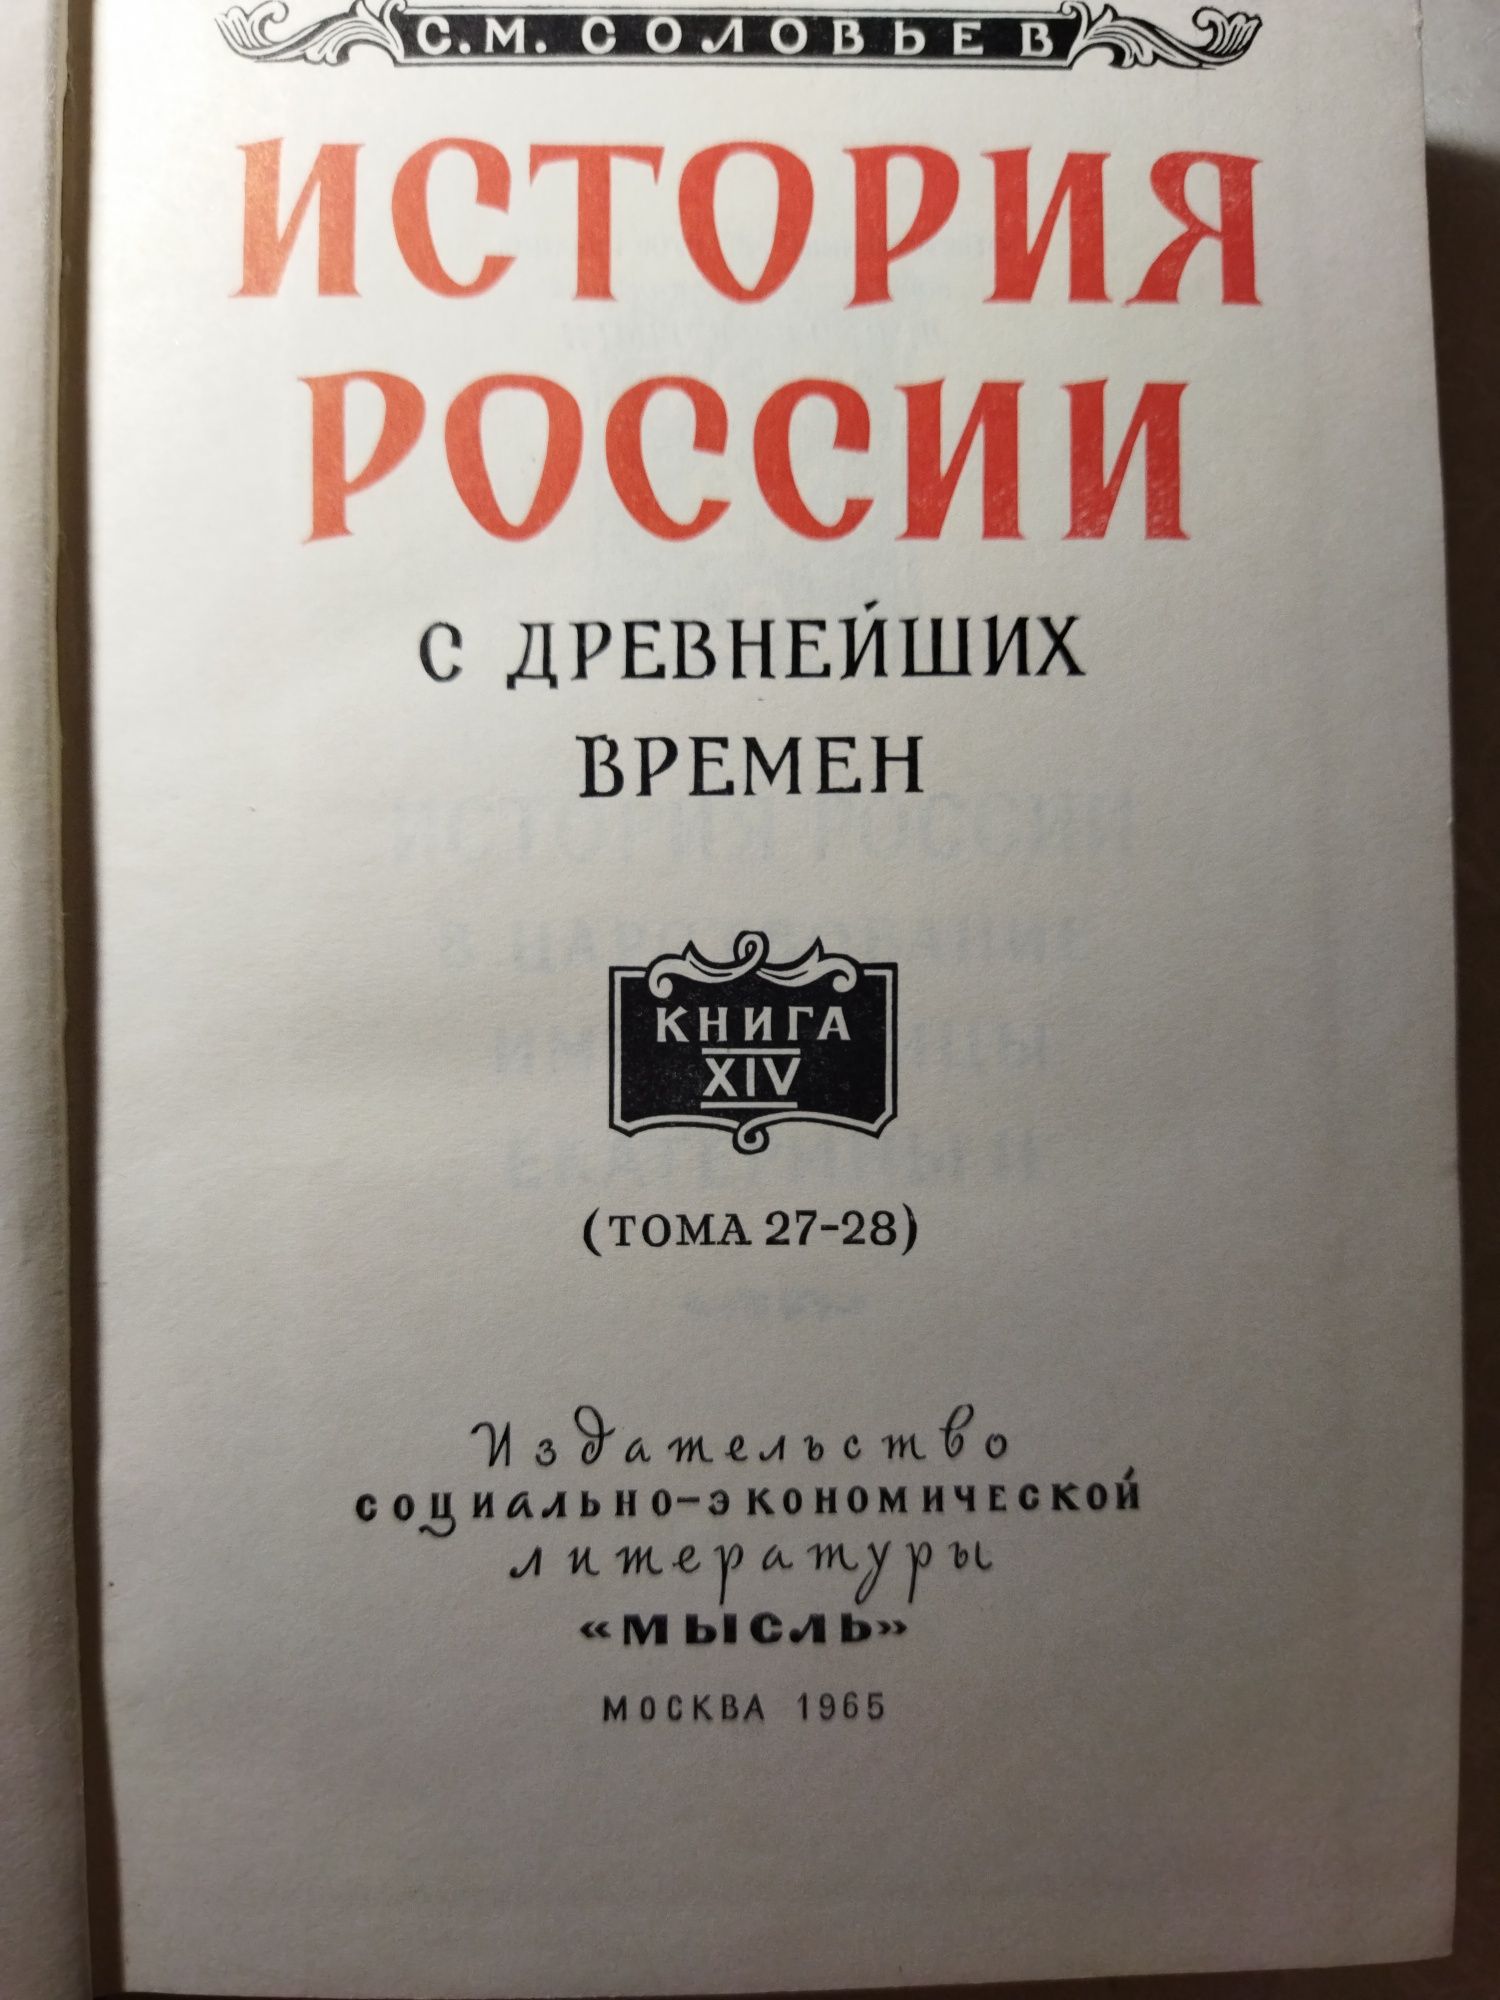 С.М. СОЛОВЬЕВ
ИСТОРИЯ
РОССИИ
С ДРЕВНЕЙШИХ
ВРЕМЕН
КНИГА
XIV
(ТОМА 27-28)
Издательство
социально-экономической
литературы
«мысль»
МОСКВА 1965